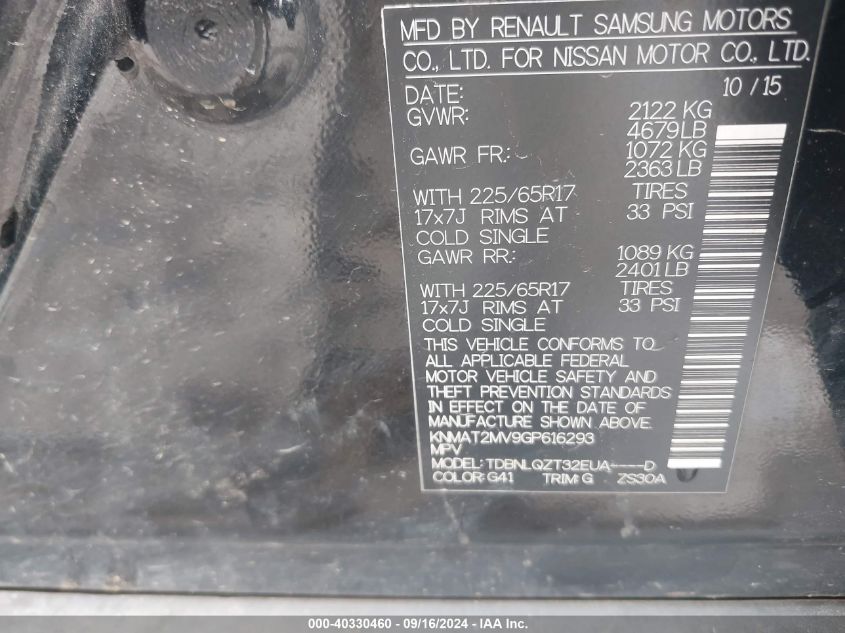 MFD BY RENAULT SAMSUNG MOTORS
CO., LTD. FOR NISSAN MOTOR CO., LTD.
DATE: 10 / 15
GVWR: 2122 KG
4679LB
GAWR FR: 1072 KG
2363 LB
WITH 225/65R17 TIRES
17x7J RIMS AT 33 PSI
COLD SINGLE
GAWR RR: 1089 KG
2401 LB
WITH 225/65R17 TIRES
17x7J RIMS AT 33 PSI
COLD SINGLE
THIS VEHICLE CONFORMS TO
ALL APPLICABLE FEDERAL
MOTOR VEHICLE SAFETY AND
THEFT PREVENTION STANDARDS
IN EFFECT ON THE DATE OF
MANUFACTURE SHOWN ABOVE.
KNMAT2MV9GP616293
MPV
MODEL: TDBNLQZT32EUA----D
COLOR: G41 TRIM: G ZS30A
000-40330460 - 09/16/2024 - IAA Inc.